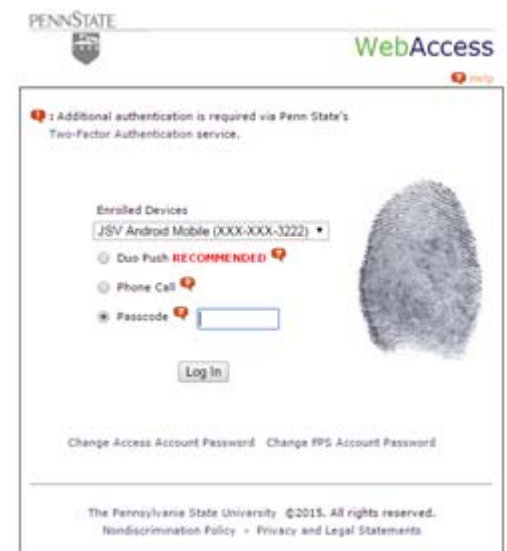 PENNSTATE
WebAccess
? Help
? : Additional authentication is required via Penn State's
Two-Factor Authentication service.
Enrolled Devices
JSV Android Mobile (XXX-XXX-3222)
Duo Push RECOMMENDED ?
Phone Call ?
Passcode ?
Log In
Change Access Account Password Change FPS Account Password
The Pennsylvania State University ©2015. All rights reserved.
Nondiscrimination Policy - Privacy and Legal Statements